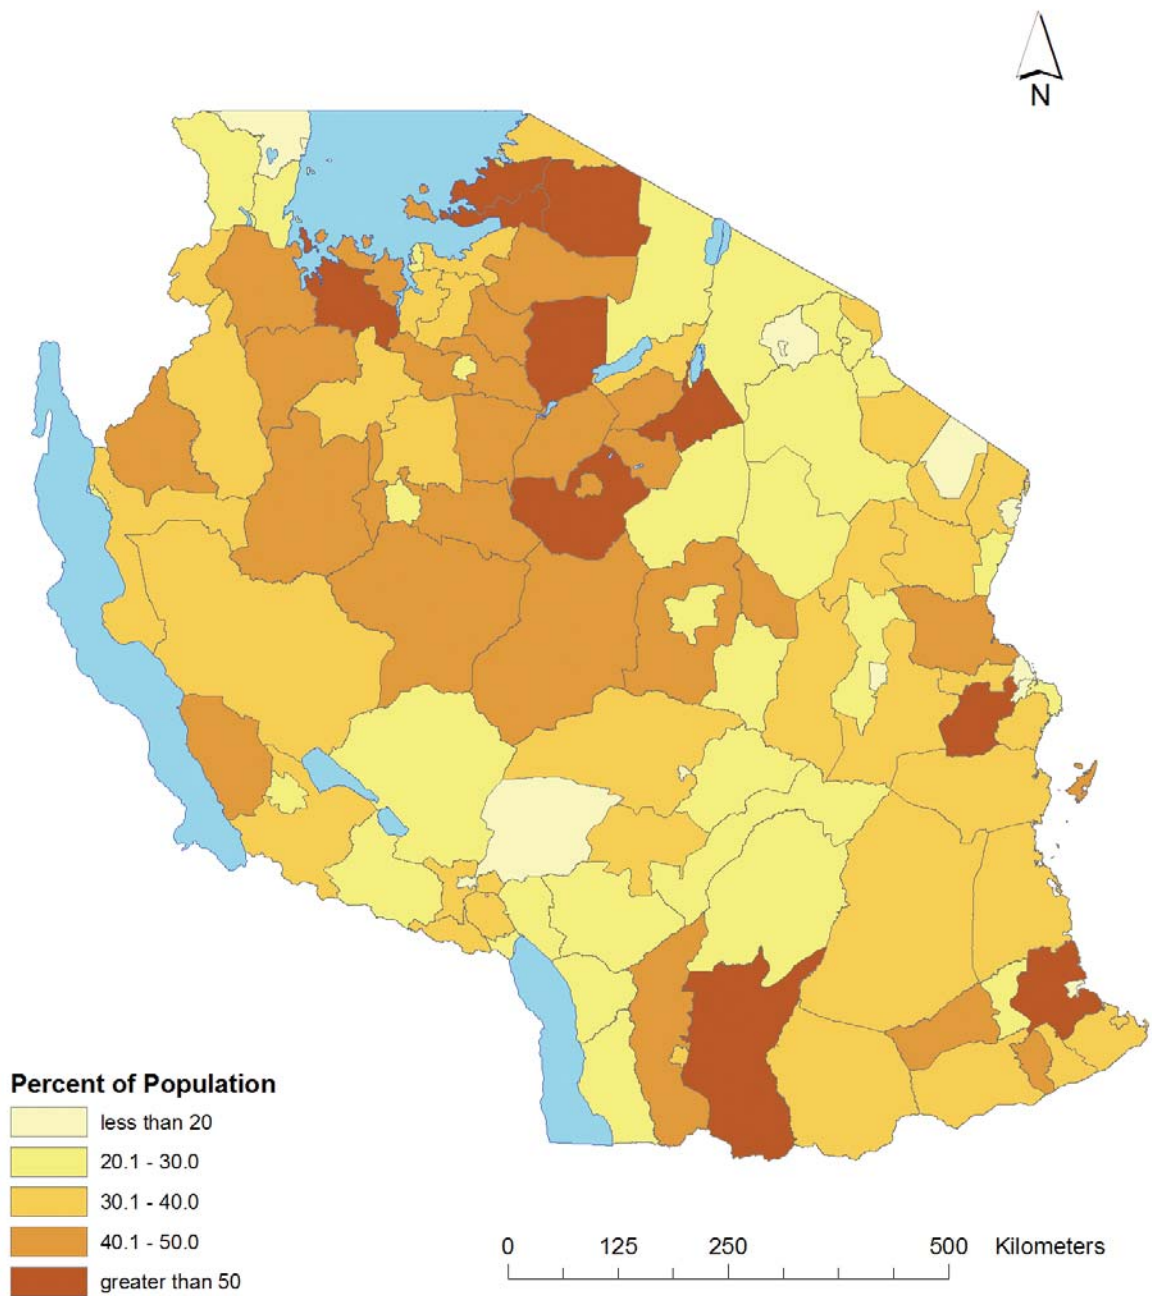 N
Percent of Population
less than 20
20.1 - 30.0
30.1 - 40.0
40.1 - 50.0
greater than 50
0 125 250 500 Kilometers